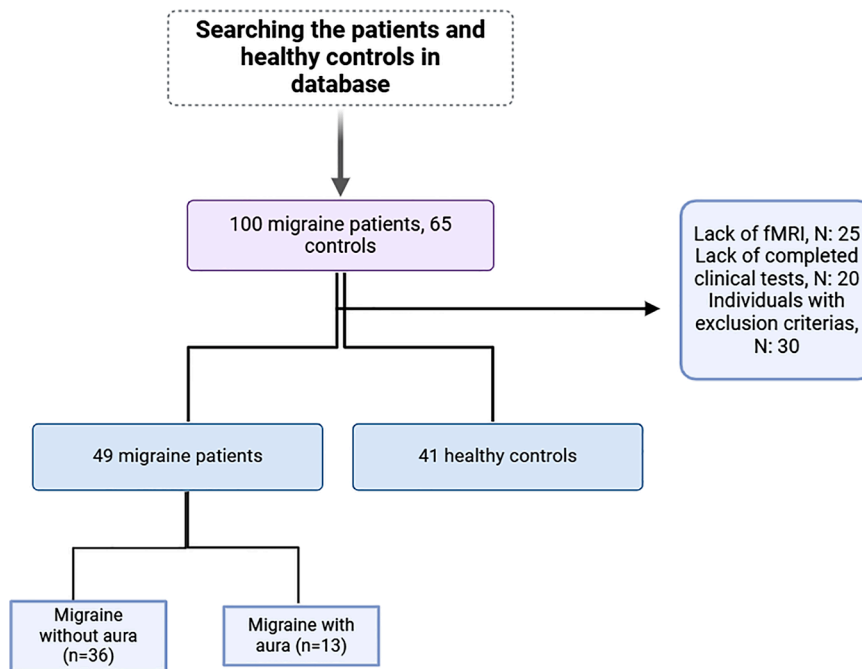 Searching the patients and
healthy controls in
database
100 migraine patients, 65
controls
Lack of fMRI, N: 25
Lack of completed
clinical tests, N: 20
Individuals with
exclusion criterias,
N: 30
49 migraine patients
41 healthy controls
Migraine
without aura
(n=36)
Migraine with
aura (n=13)